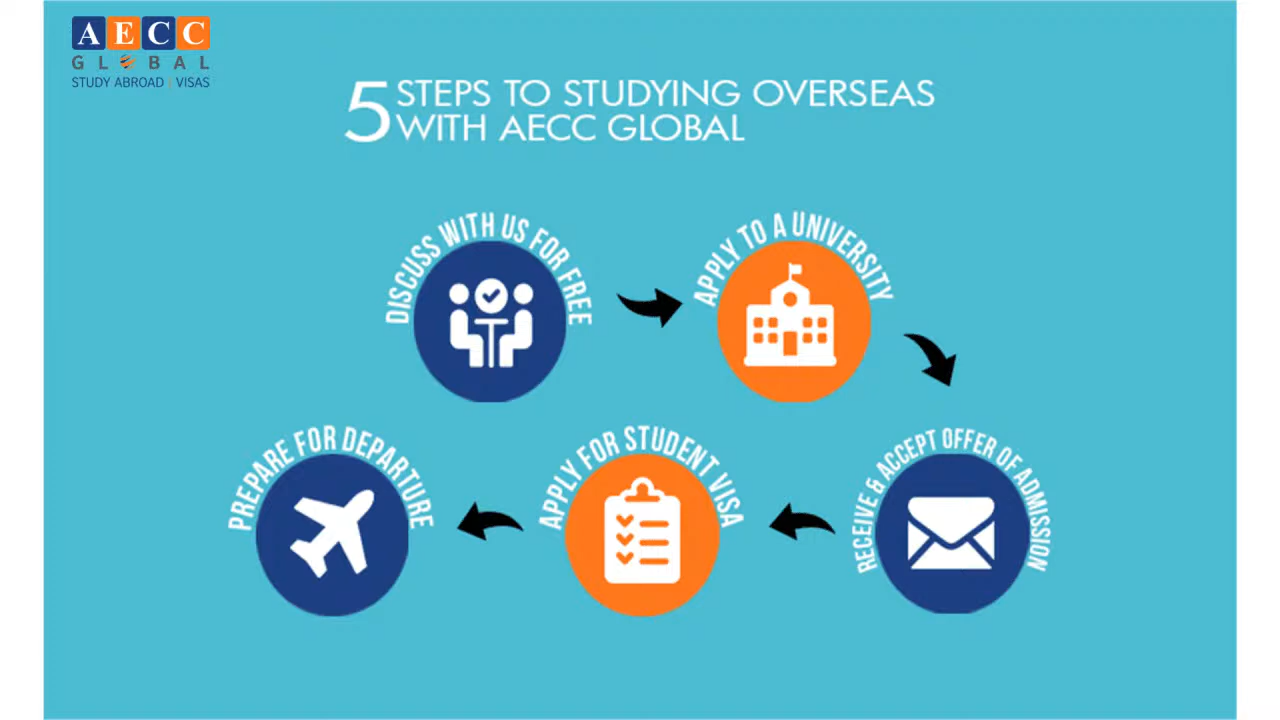 AECC
GLOBAL
STUDY ABROAD | VISAS
5 STEPS TO STUDYING OVERSEAS
WITH AECC GLOBAL
DISCUSS WITH US FOR FREE
APPLY TO A UNIVERSITY
RECEIVE & ACCEPT OFFER OF ADMISSION
APPLY FOR STUDENT VISA
PREPARE FOR DEPARTURE